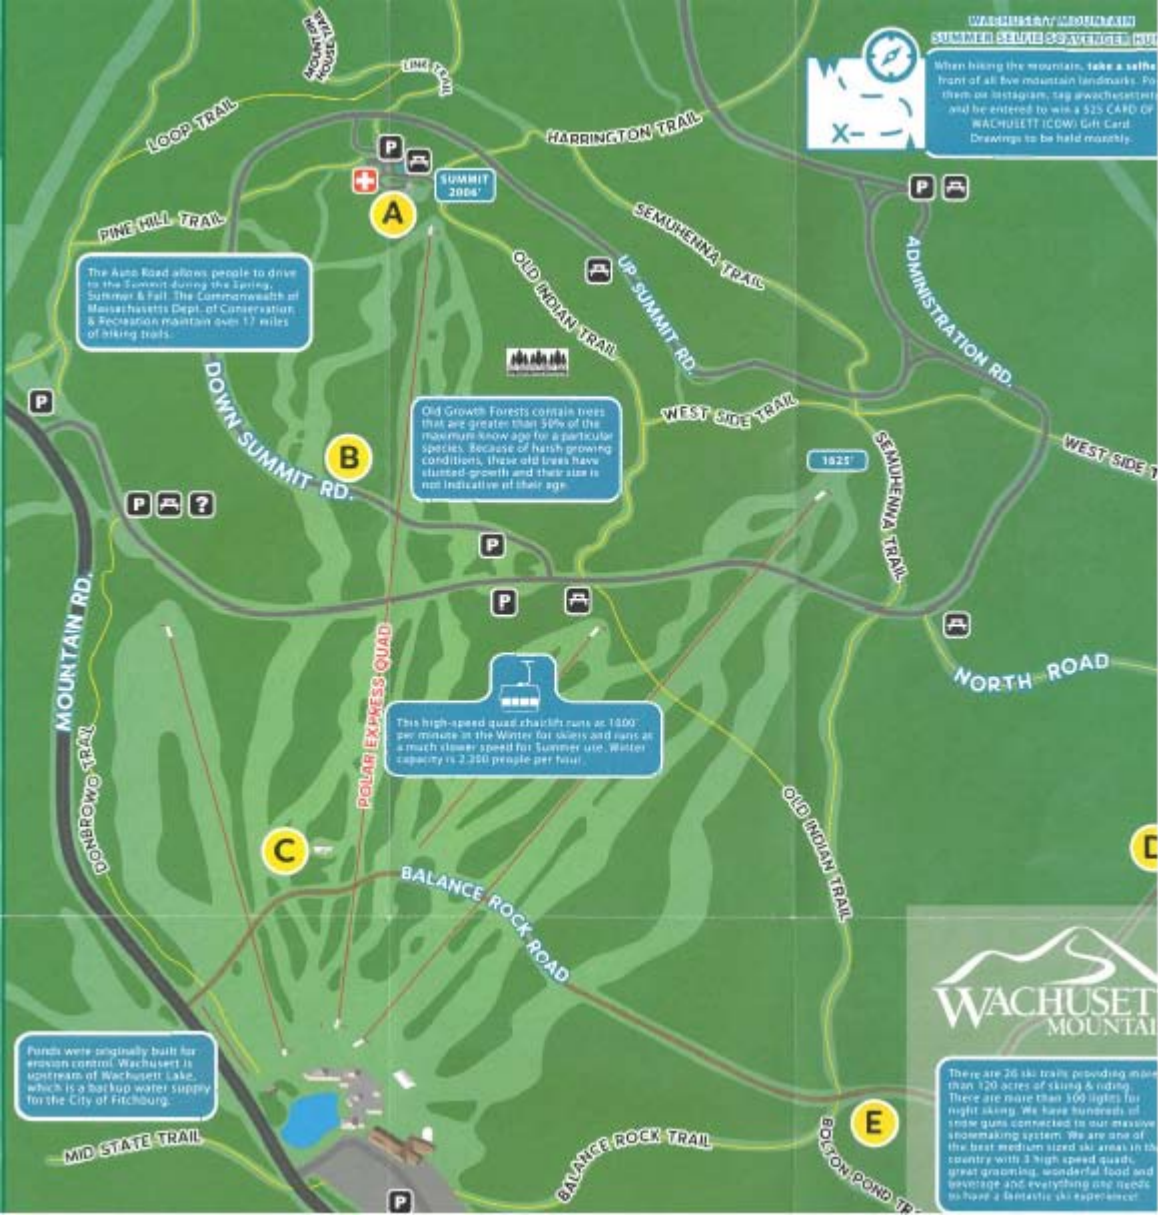 WACHUSETT MOUNTAIN
SUMMER SELFIE SCAVENGER HU
When hiking the mountain, take a selfie
front of all five mountain landmarks. Po
them on Instagram, tag @wachusettmt
and be entered to win a $25 CARD OF
WACHUSETT (COW) Gift Card
Drawings to be held monthly.
X
MOUNTAIN
HOUSE TRAIL
LINE TRAIL
LOOP TRAIL
HARRINGTON TRAIL
P
SUMMIT
2006'
A
P
PINE HILL TRAIL
SEMUHENNA TRAIL
OLD INDIAN TRAIL
UP SUMMIT RD.
ADMINISTRATION RD.
The Auto Road allows people to drive
to the Summit during the Spring,
Summer & Fall. The Commonwealth of
Massachusetts Dept. of Conservation
& Recreation maintain over 17 miles
of hiking trails.
P
DOWN SUMMIT RD.
B
Old Growth Forests contain trees
that are greater than 50% of the
maximum know age for a particular
species. Because of harsh growing
conditions, these old trees have
stunted growth and their size is
not indicative of their age.
WEST SIDE TRAIL
WEST SIDE T
1825'
SEMUHENNA TRAIL
P
?
P
P
MOUNTAIN RD.
POLAR EXPRESS QUAD
NORTH ROAD
This high-speed quad chairlift runs at 1000'
per minute in the Winter for skiers and runs at
a much slower speed for Summer use. Winter
capacity is 2,200 people per hour.
DONBROWO TRAIL
OLD INDIAN TRAIL
C
D
BALANCE ROCK ROAD
WACHUSET
MOUNTAI
Ponds were originally built for
erosion control. Wachusett is
upstream of Wachusett Lake,
which is a backup water supply
for the City of Fitchburg.
There are 26 ski trails providing more
than 120 acres of skiing & riding.
There are more than 500 lights for
night skiing. We have hundreds of
snow guns connected to our massive
snowmaking system. We are one of
the best medium sized ski areas in th
country with 3 high speed quads,
great grooming, wonderful food and
beverage and everything one needs
to have a fantastic ski experience!
E
MID STATE TRAIL
BALANCE ROCK TRAIL
BOLTON POND TR
P